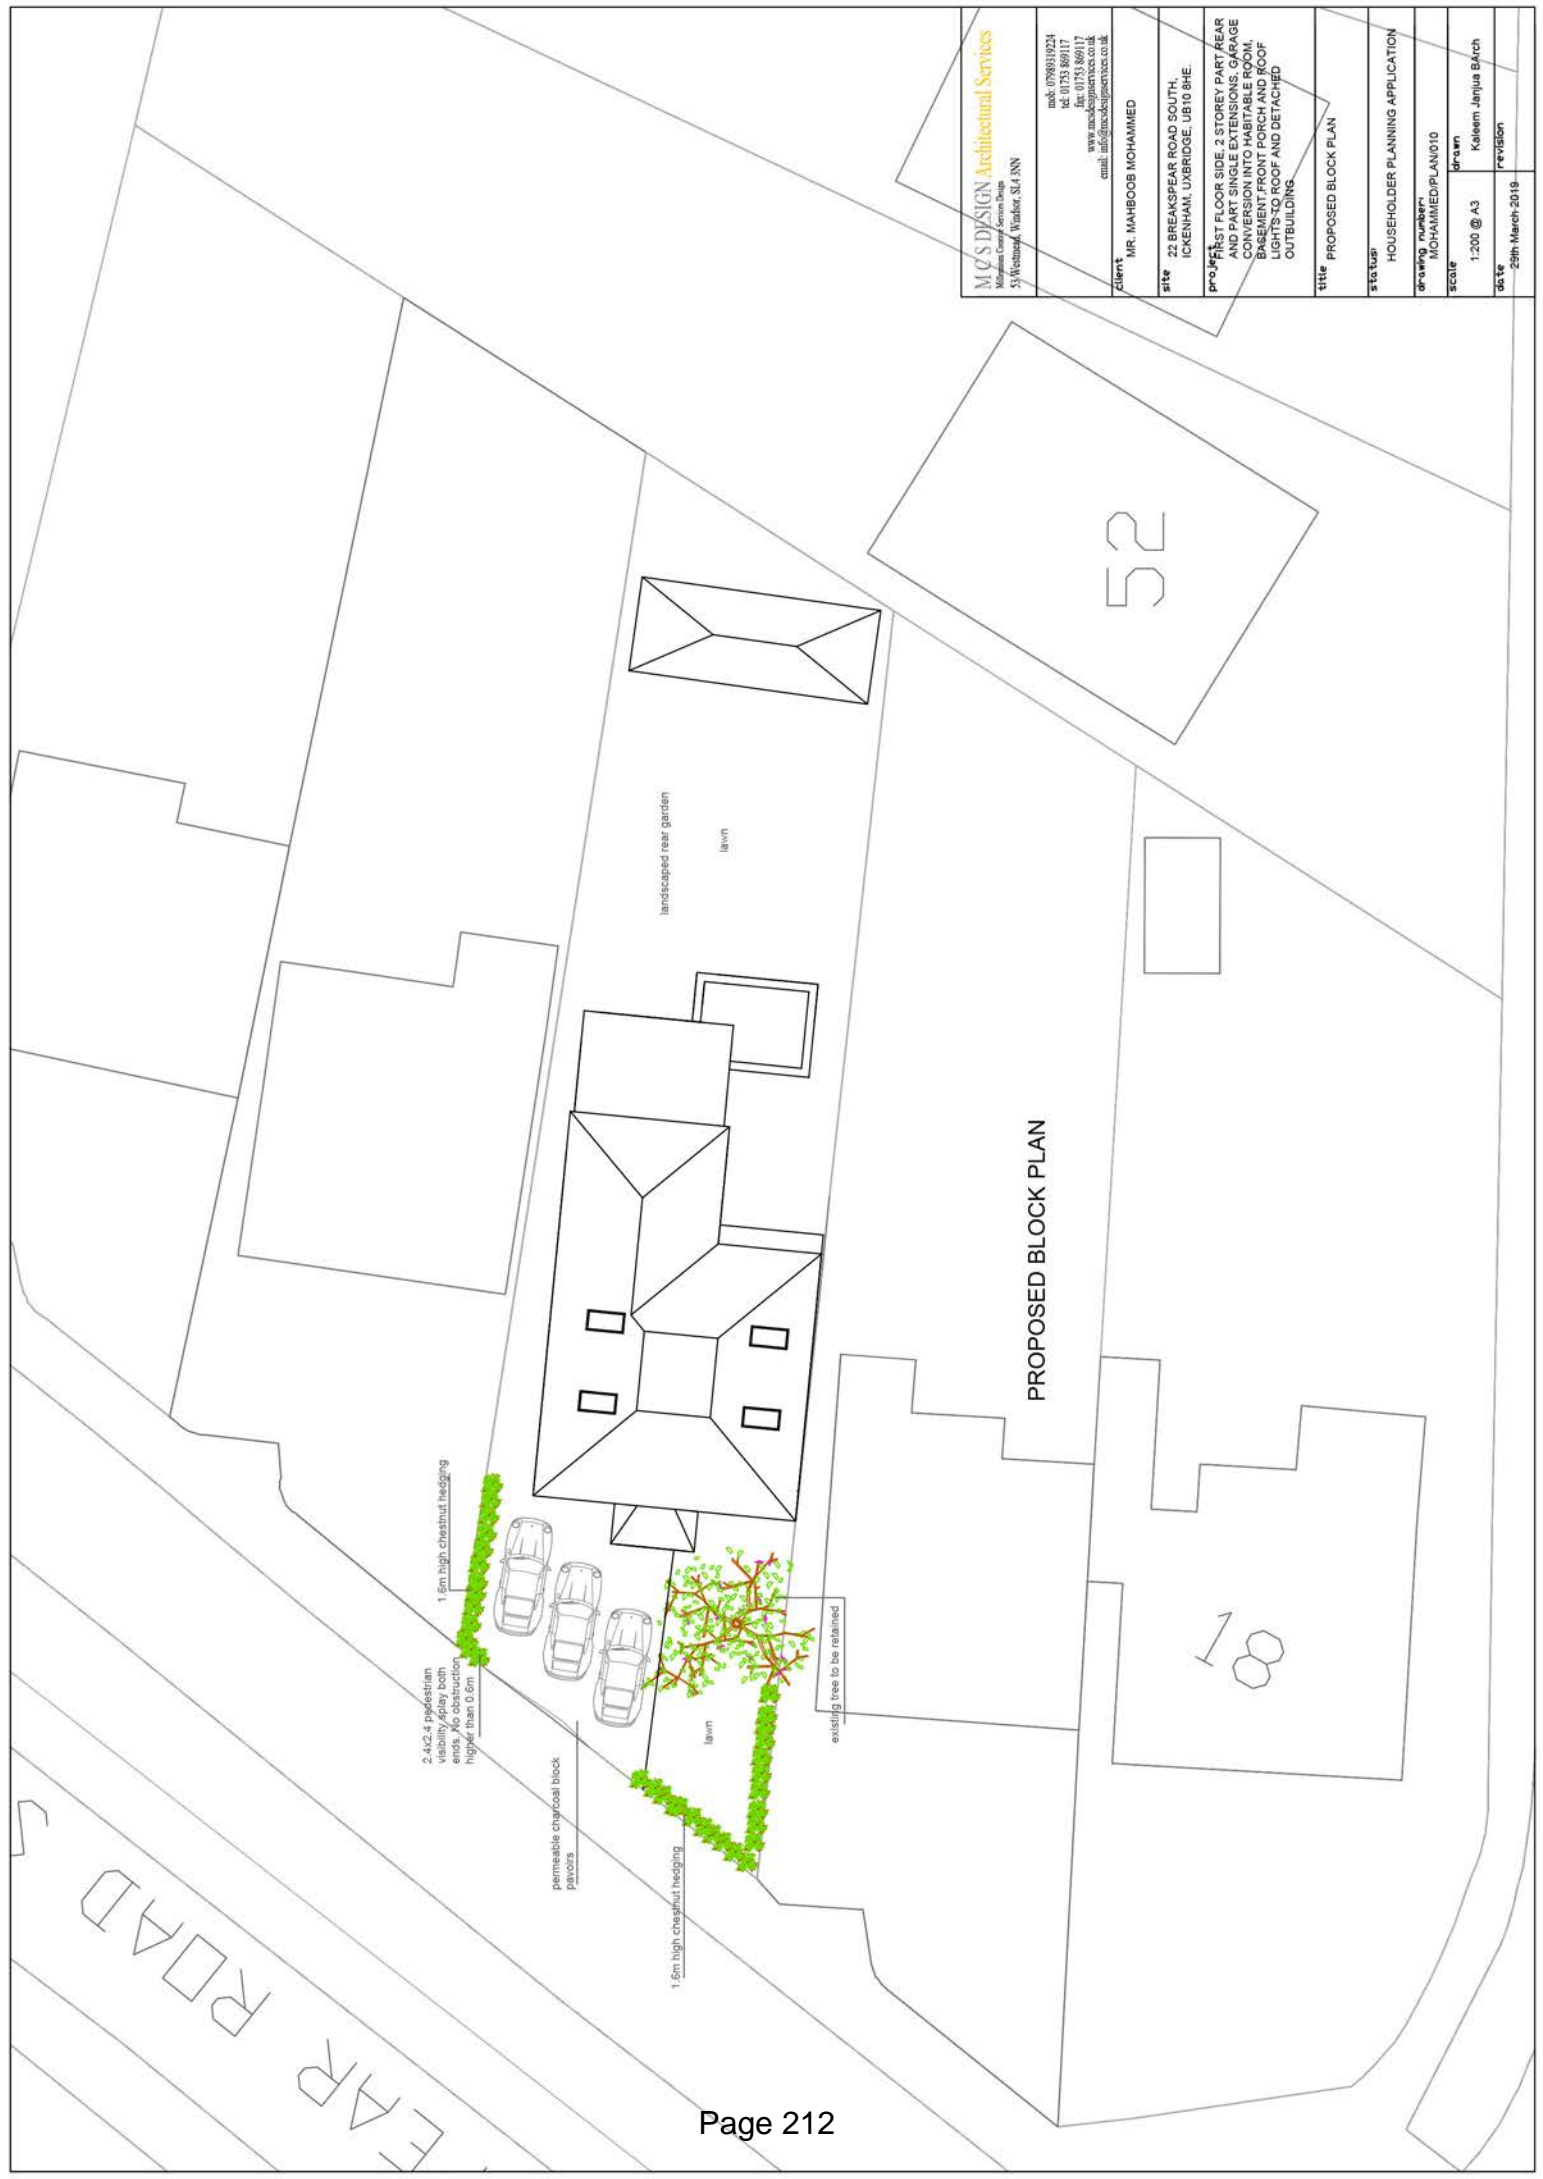 M C S DESIGN Architectural Services
Millennium Contour Services Design
53, Westmead, Windsor, SL4 3NN
mob: 07989319224
tel: 01753 869117
fax: 01753 869117
www.mcsdesignservices.co.uk
email: info@mcsdesignservices.co.uk
client
MR. MAHBOOB MOHAMMED
site
22 BREAKSPEAR ROAD SOUTH,
ICKENHAM, UXBRIDGE, UB10 8HE.
project
FIRST FLOOR SIDE, 2 STOREY PART REAR
AND PART SINGLE EXTENSIONS, GARAGE
CONVERSION INTO HABITABLE ROOM,
BASEMENT,FRONT PORCH AND ROOF
LIGHTS TO ROOF AND DETACHED
OUTBUILDING
title
PROPOSED BLOCK PLAN
status:
HOUSEHOLDER PLANNING APPLICATION
drawing number:
MOHAMMED/PLAN/010
scale
1:200 @ A3
drawn
Kaleem Janjua BArch
date
29th March 2019
revision
52
landscaped rear garden
lawn
PROPOSED BLOCK PLAN
1.6m high chestnut hedging
2.4x2.4 pedestrian
visibility splay both
ends. No obstruction
higher than 0.6m
permeable charcoal block
pavoirs
lawn
existing tree to be retained
1.6m high chestnut hedging
18
EAR ROAD S
Page 212